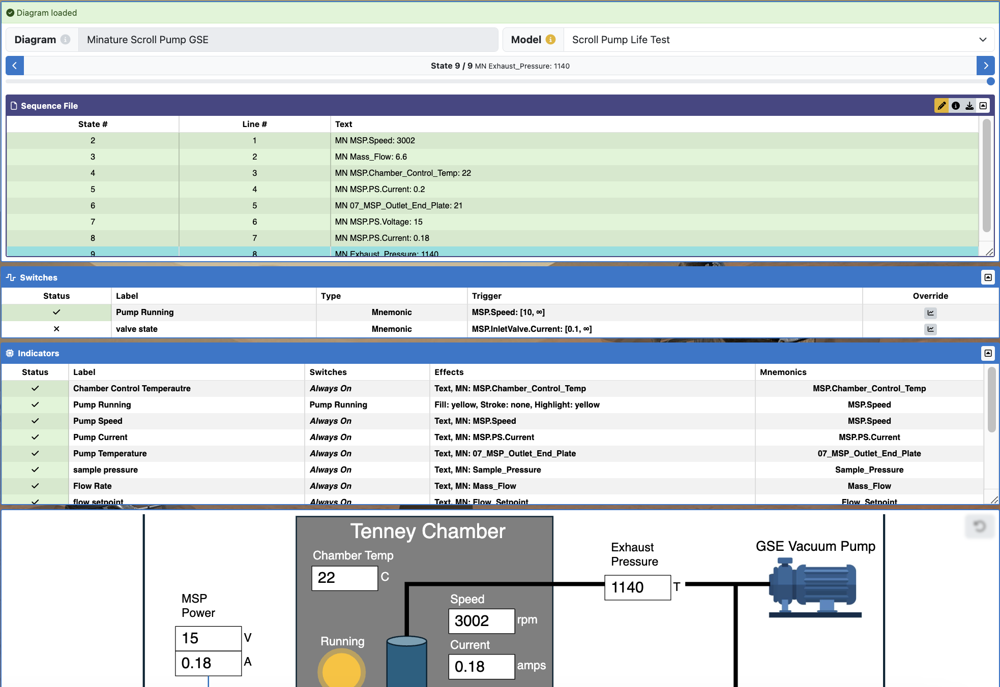 Diagram loaded
Diagram Minature Scroll Pump GSE Model Scroll Pump Life Test
State 9 / 9 MN Exhaust_Pressure: 1140
Sequence File
State # Line # Text
2 1 MN MSP.Speed: 3002
3 2 MN Mass_Flow: 6.6
4 3 MN MSP.Chamber_Control_Temp: 22
5 4 MN MSP.PS.Current: 0.2
6 5 MN 07_MSP_Outlet_End_Plate: 21
7 6 MN MSP.PS.Voltage: 15
8 7 MN MSP.PS.Current: 0.18
9 8 MN Exhaust_Pressure: 1140
Switches
Status Label Type Trigger Override
Pump Running Mnemonic MSP.Speed: [10, ∞]
valve state Mnemonic MSP.InletValve.Current: [0.1, ∞]
Indicators
Status Label Switches Effects Mnemonics
Chamber Control Temperautre Always On Text, MN: MSP.Chamber_Control_Temp MSP.Chamber_Control_Temp
Pump Running Pump Running Fill: yellow, Stroke: none, Highlight: yellow MSP.Speed
Pump Speed Always On Text, MN: MSP.Speed MSP.Speed
Pump Current Always On Text, MN: MSP.PS.Current MSP.PS.Current
Pump Temperature Always On Text, MN: 07_MSP_Outlet_End_Plate 07_MSP_Outlet_End_Plate
sample pressure Always On Text, MN: Sample_Pressure Sample_Pressure
Flow Rate Always On Text, MN: Mass_Flow Mass_Flow
flow setpoint Always On Text, MN: Flow_Setpoint Flow_Setpoint
Tenney Chamber
Chamber Temp
22 C
Exhaust
Pressure
1140 T
GSE Vacuum Pump
MSP
Power
15 V
0.18 A
Speed
3002 rpm
Running
Current
0.18 amps